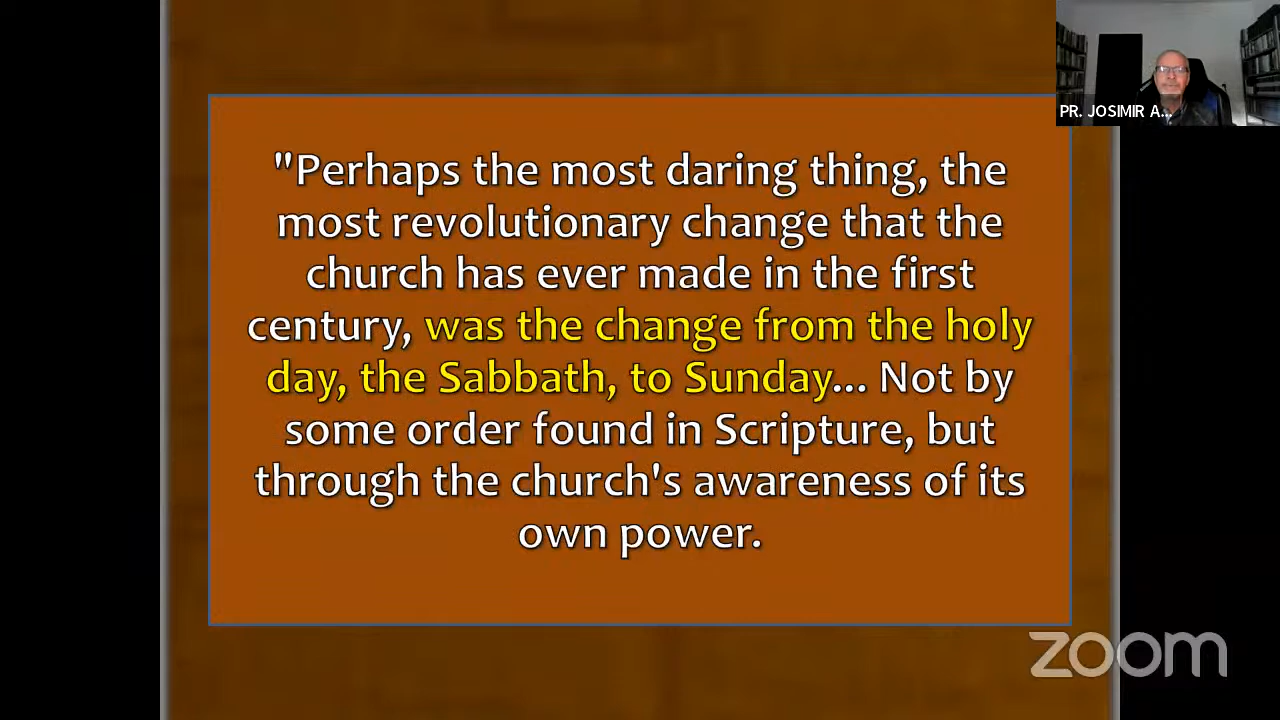 PR. JOSIMIR A...
"Perhaps the most daring thing, the
most revolutionary change that the
church has ever made in the first
century, was the change from the holy
day, the Sabbath, to Sunday... Not by
some order found in Scripture, but
through the church's awareness of its
own power.
zoom